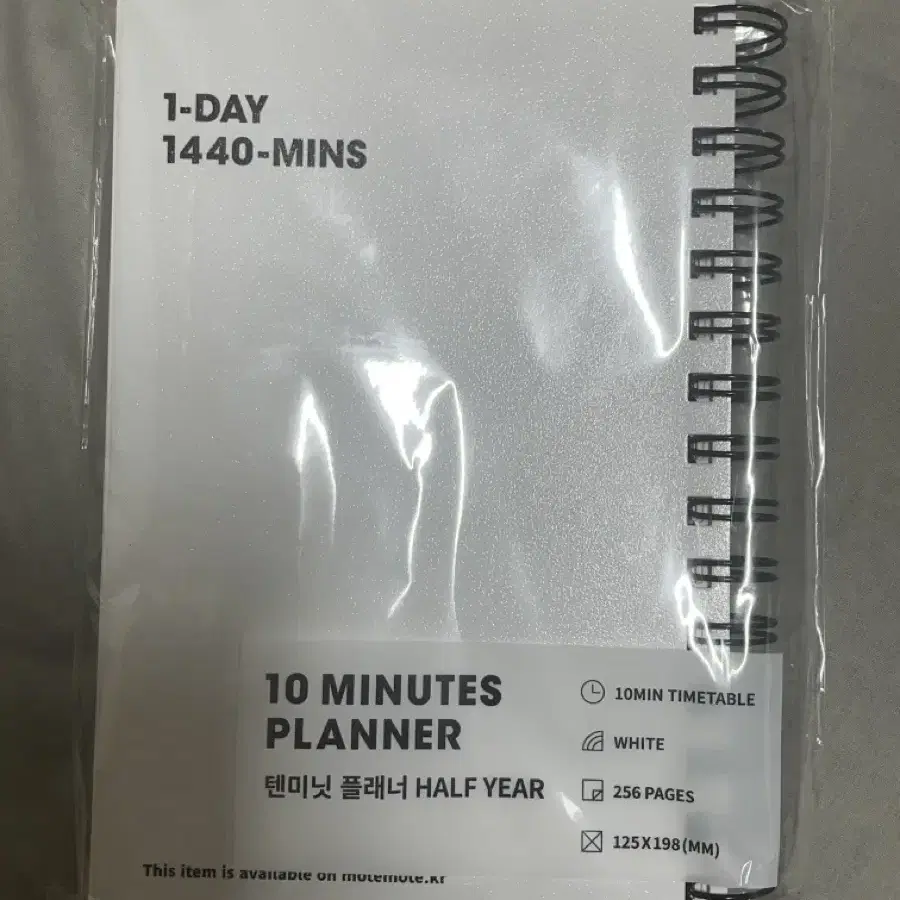 1-DAY
1440-MINS
10 MINUTES
PLANNER
텐미닛 플래너 HALF YEAR
10MIN TIMETABLE
WHITE
256 PAGES
125X198(MM)
This item is available on motemote.kr